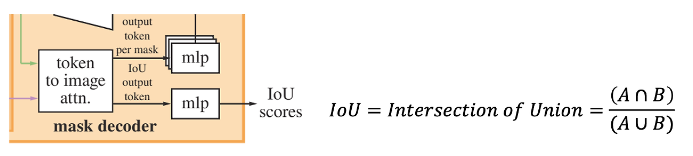 output
token
per mask
token
to image
attn.
mlp
IoU
output
token
mlp
mask decoder
IoU
scores
IoU = Intersection of Union = (A ∩ B)
(A ∪ B)